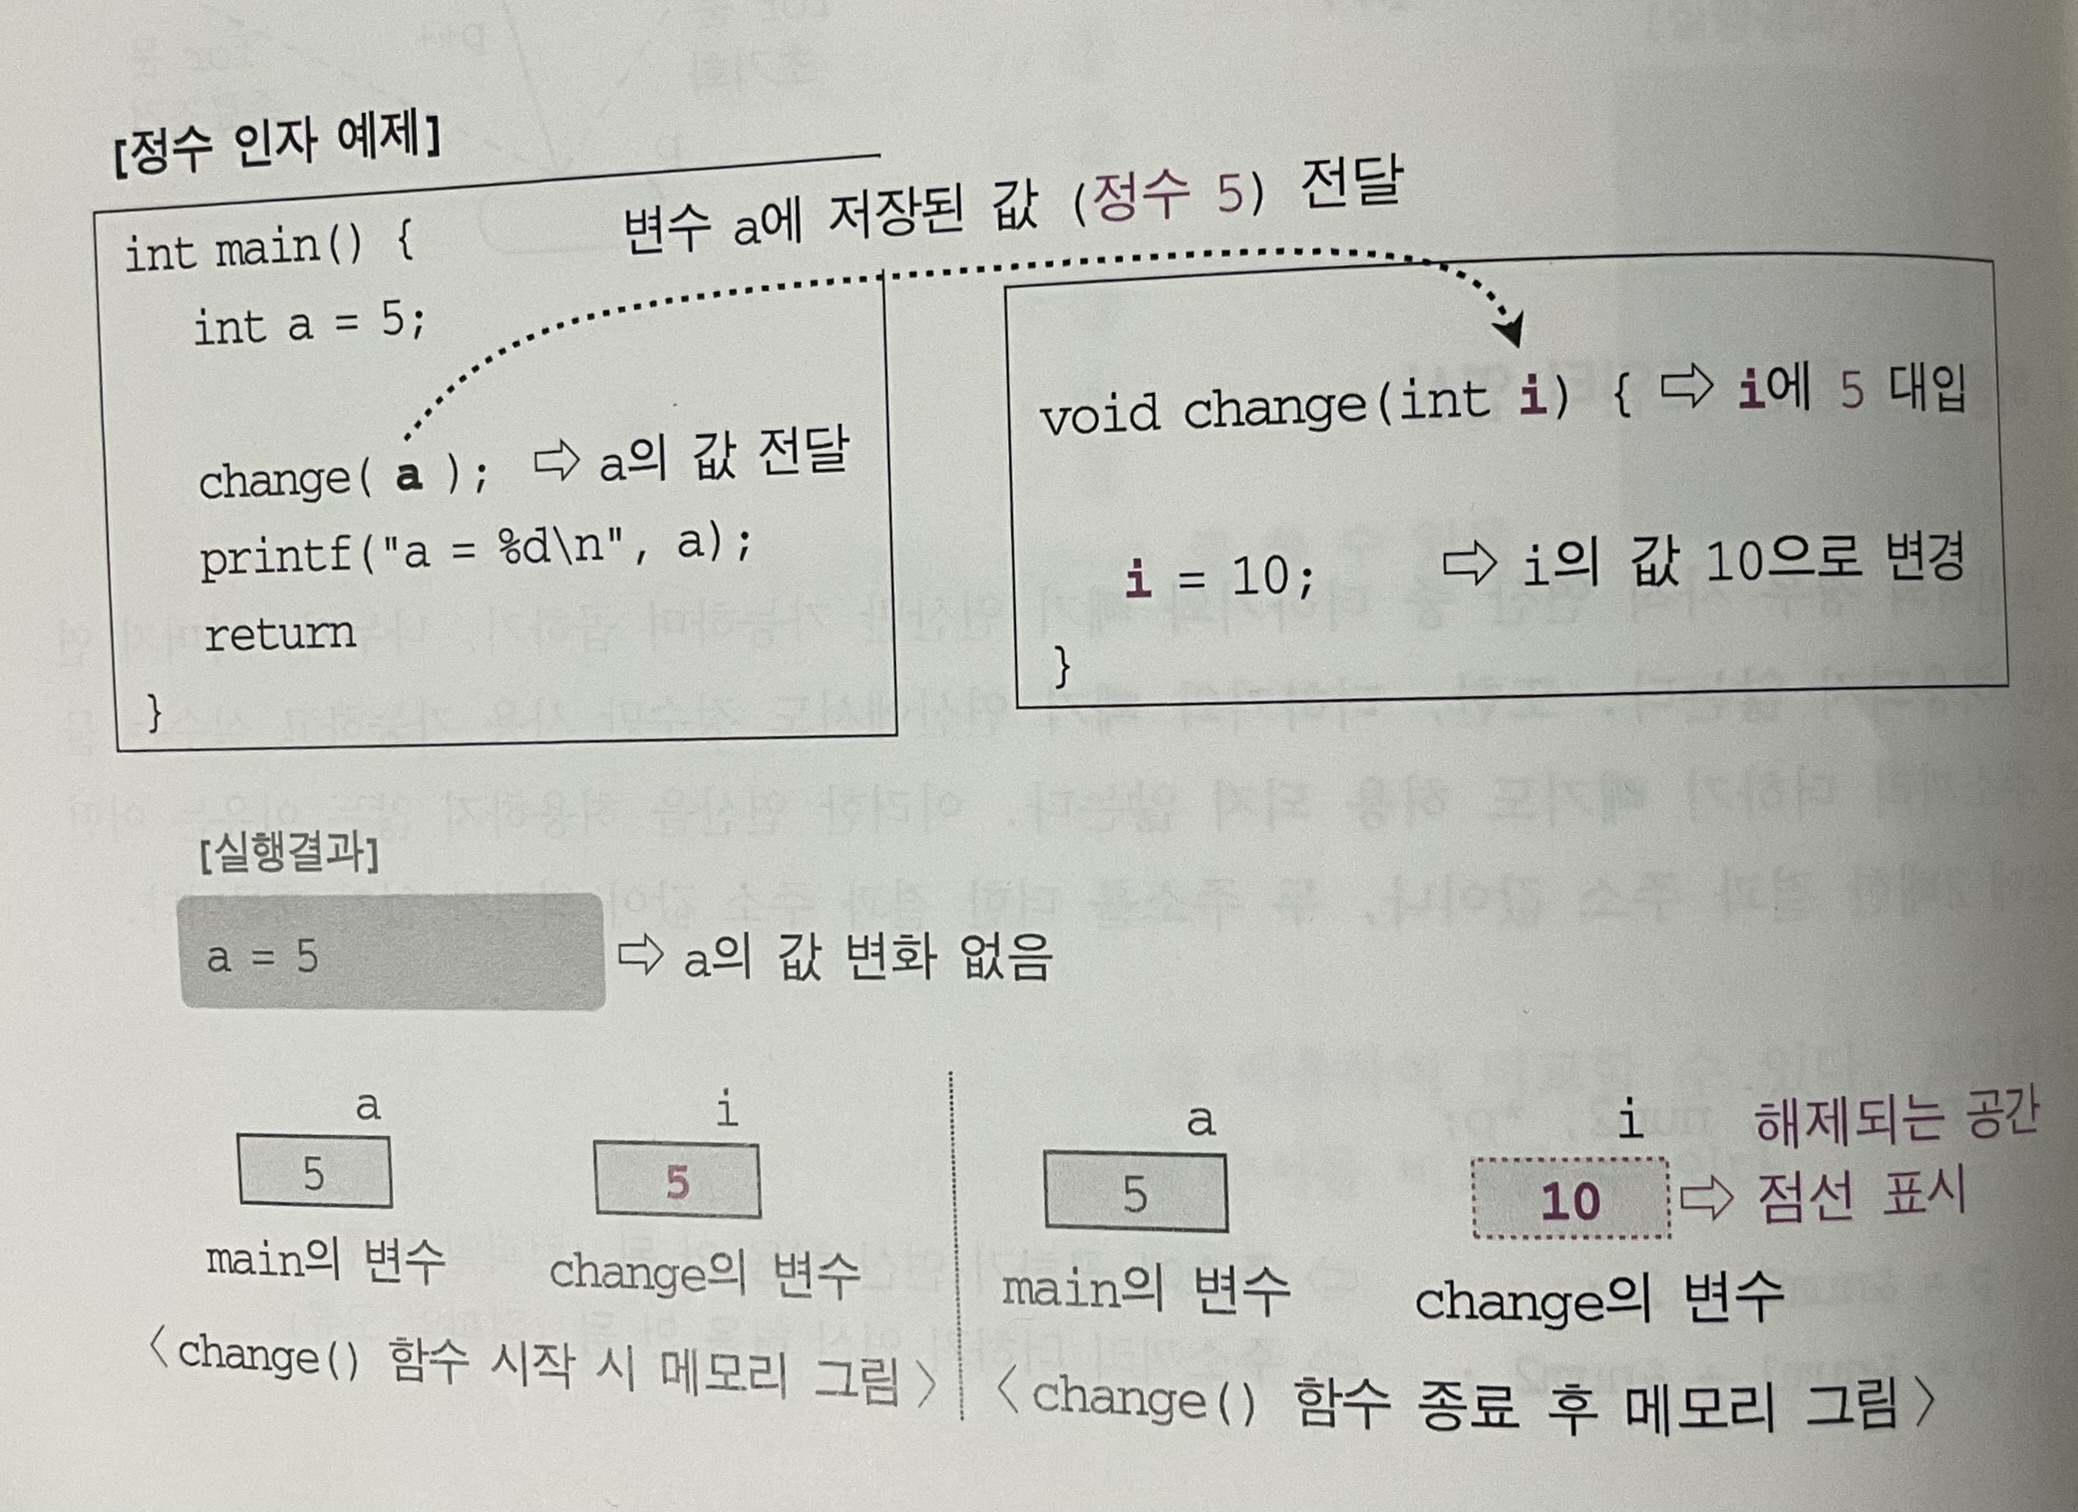 [정수 인자 예제]
변수 a에 저장된 값 (정수 5) 전달
int main() {
int a = 5;
change( a ); ⇨ a의 값 전달
printf("a = %d\n", a);
return
}
void change(int i) { ⇨ i에 5 대입
i = 10; ⇨ i의 값 10으로 변경
}
[실행결과]
a = 5 ⇨ a의 값 변화 없음
a i
5 5
main의 변수 change의 변수
〈change() 함수 시작 시 메모리 그림〉
a i 해제되는 공간
5 10 ⇨ 점선 표시
main의 변수 change의 변수
〈change() 함수 종료 후 메모리 그림〉